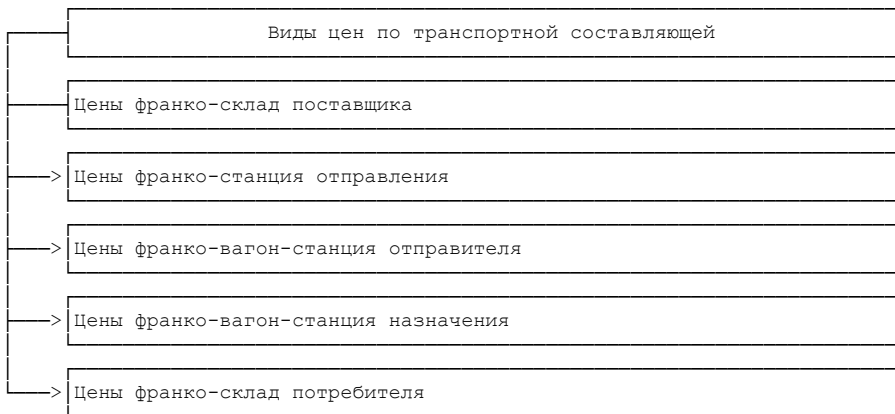 Виды цен по транспортной составляющей
Цены франко-склад поставщика
Цены франко-станция отправления
Цены франко-вагон-станция отправителя
Цены франко-вагон-станция назначения
Цены франко-склад потребителя